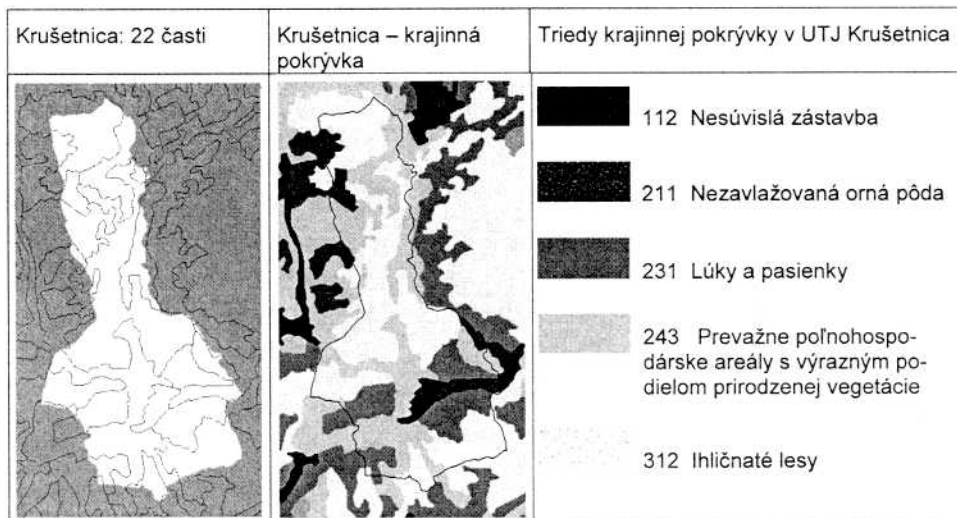 Krušetnica: 22 časti
Krušetnica – krajinná
pokrývka
Triedy krajinnej pokrývky v UTJ Krušetnica
112 Nesúvislá zástavba
211 Nezavlažovaná orná pôda
231 Lúky a pasienky
243 Prevažne poľnohospo-
dárske areály s výrazným po-
dielom prirodzenej vegetácie
312 Ihličnaté lesy